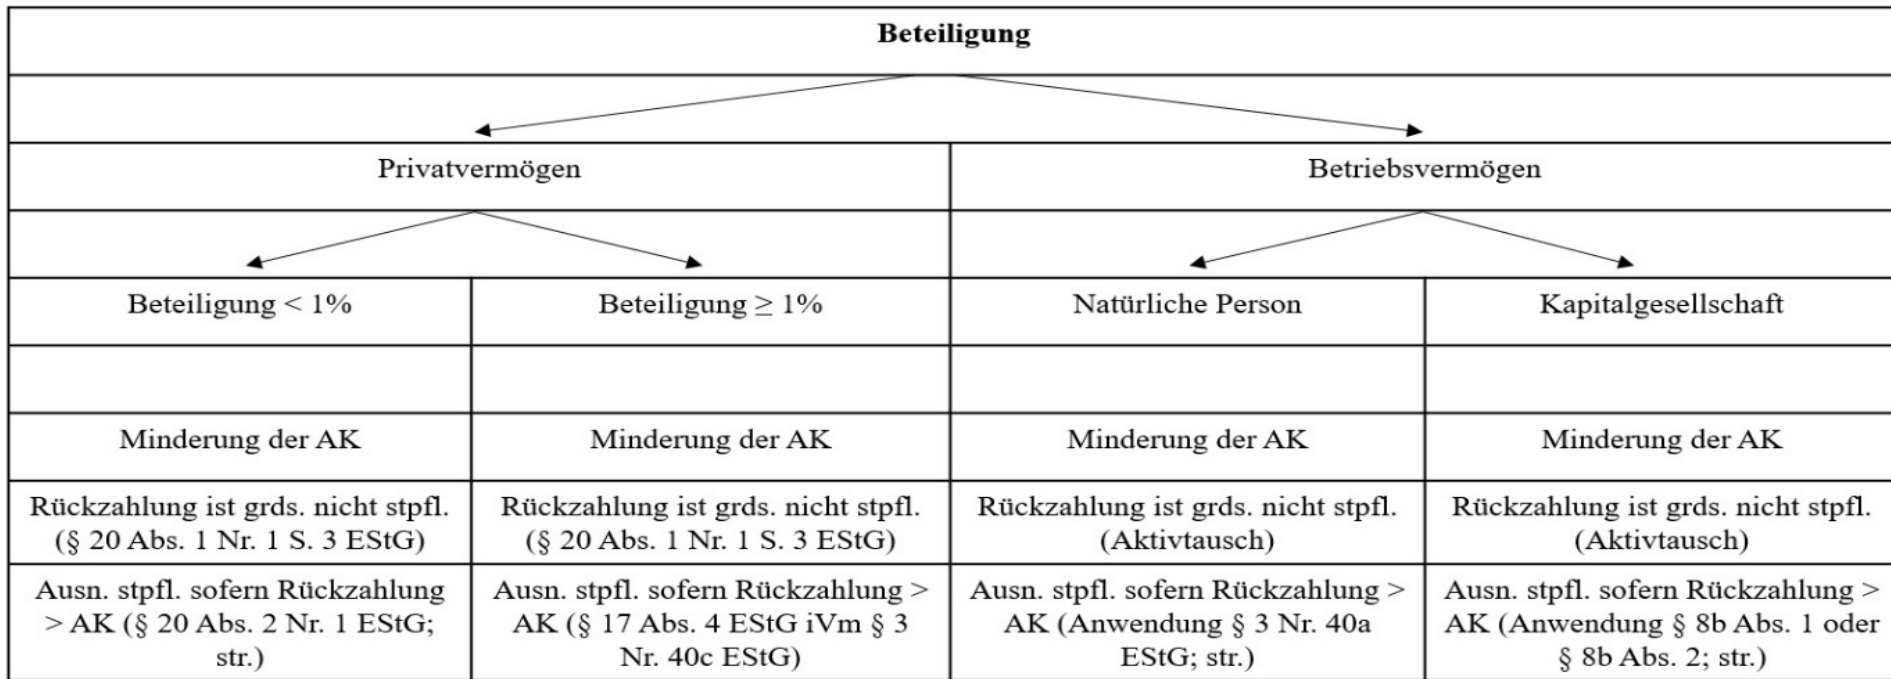 Beteiligung
Privatvermögen
Betriebsvermögen
Beteiligung < 1%
Beteiligung ≥ 1%
Natürliche Person
Kapitalgesellschaft
Minderung der AK
Minderung der AK
Minderung der AK
Minderung der AK
Rückzahlung ist grds. nicht stpfl.
(§ 20 Abs. 1 Nr. 1 S. 3 EStG)
Rückzahlung ist grds. nicht stpfl.
(§ 20 Abs. 1 Nr. 1 S. 3 EStG)
Rückzahlung ist grds. nicht stpfl.
(Aktivtausch)
Rückzahlung ist grds. nicht stpfl.
(Aktivtausch)
Ausn. stpfl. sofern Rückzahlung
> AK (§ 20 Abs. 2 Nr. 1 EStG;
str.)
Ausn. stpfl. sofern Rückzahlung >
AK (§ 17 Abs. 4 EStG iVm § 3
Nr. 40c EStG)
Ausn. stpfl. sofern Rückzahlung >
AK (Anwendung § 3 Nr. 40a
EStG; str.)
Ausn. stpfl. sofern Rückzahlung >
AK (Anwendung § 8b Abs. 1 oder
§ 8b Abs. 2; str.)